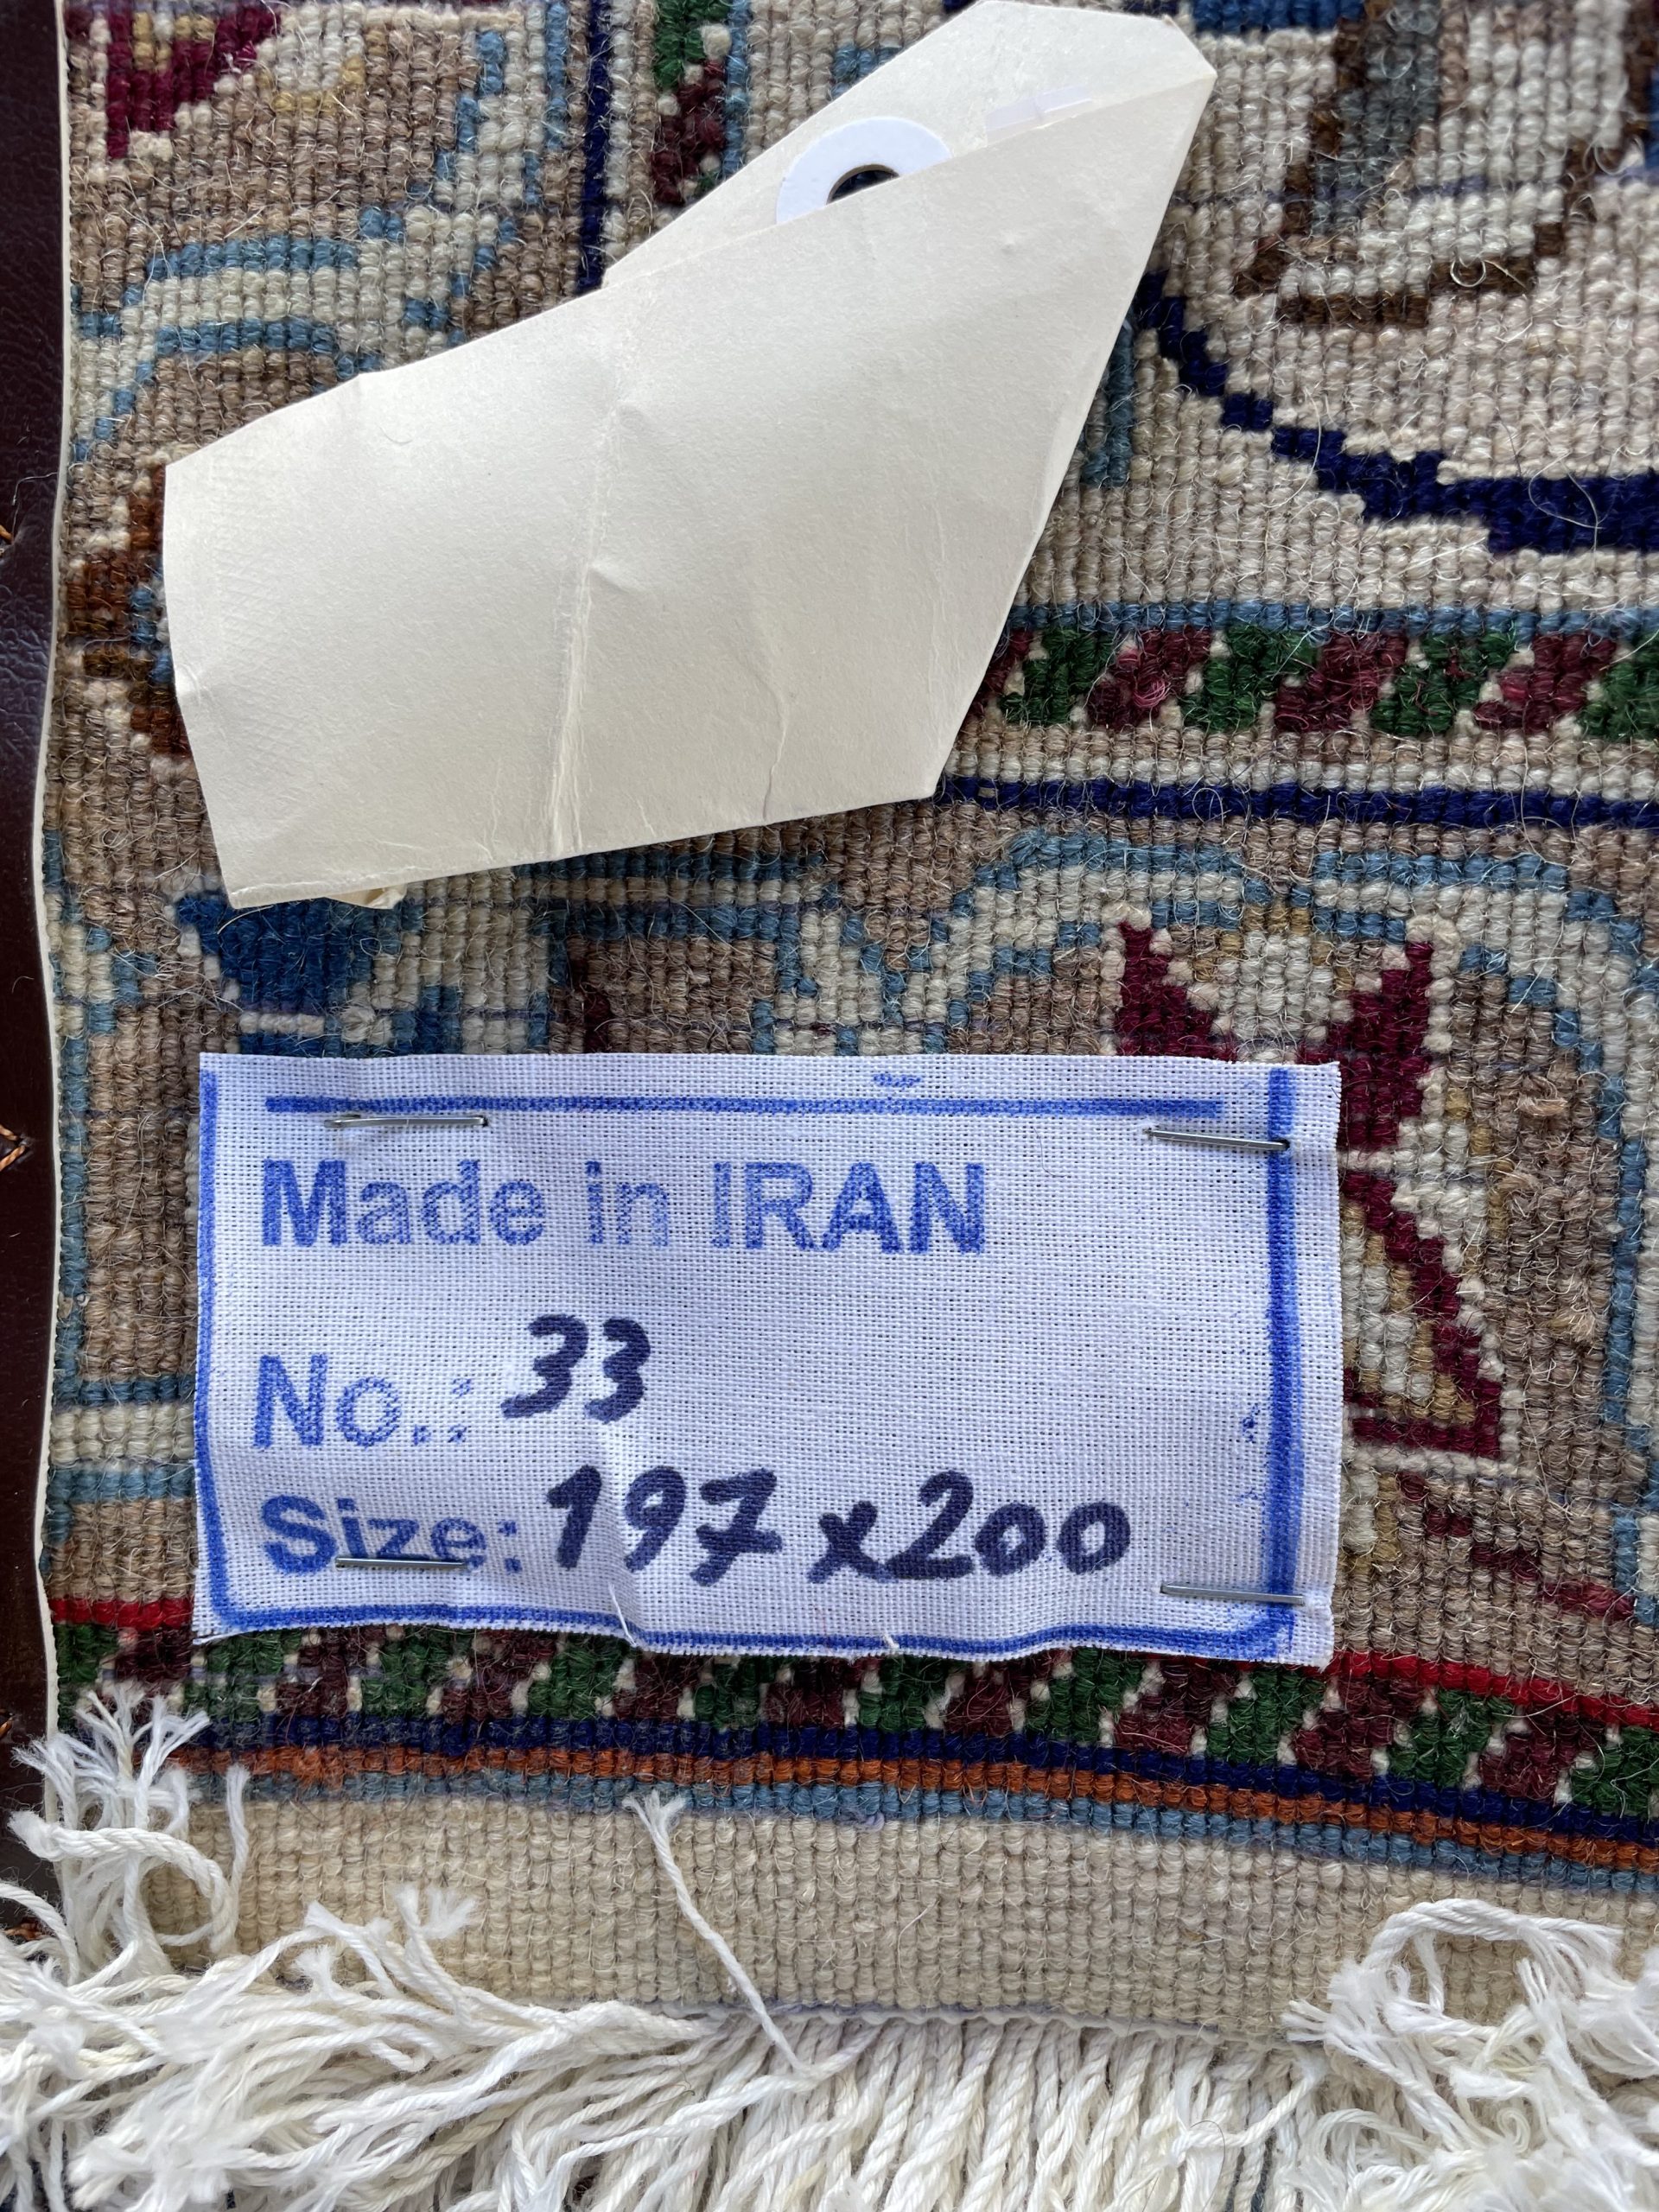 Made in IRAN
No.: 33
Size: 197 x 200